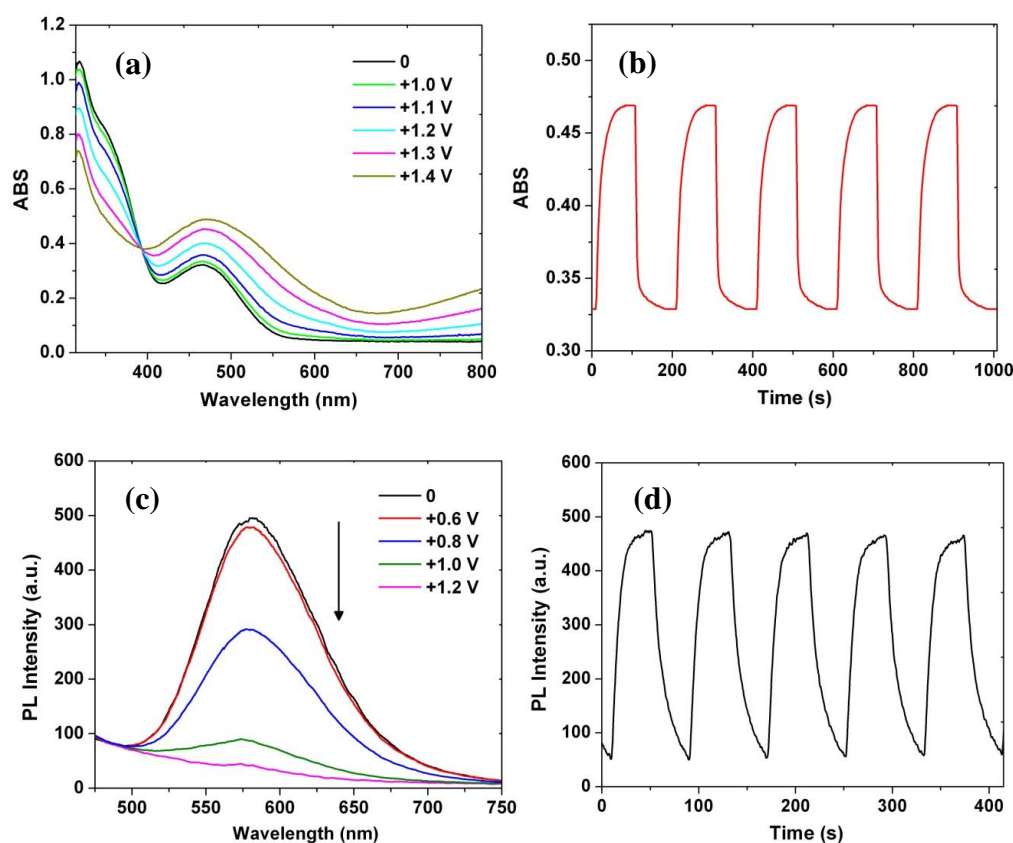 (a)
ABS
1.2
1.0
0.8
0.6
0.4
0.2
0.0
0
+1.0 V
+1.1 V
+1.2 V
+1.3 V
+1.4 V
400 500 600 700 800
Wavelength (nm)
(b)
ABS
0.50
0.45
0.40
0.35
0.30
0 200 400 600 800 1000
Time (s)
(c)
PL Intensity (a.u.)
600
500
400
300
200
100
0
0
+0.6 V
+0.8 V
+1.0 V
+1.2 V
500 550 600 650 700 750
Wavelength (nm)
(d)
PL Intensity (a.u.)
600
500
400
300
200
100
0
0 100 200 300 400
Time (s)